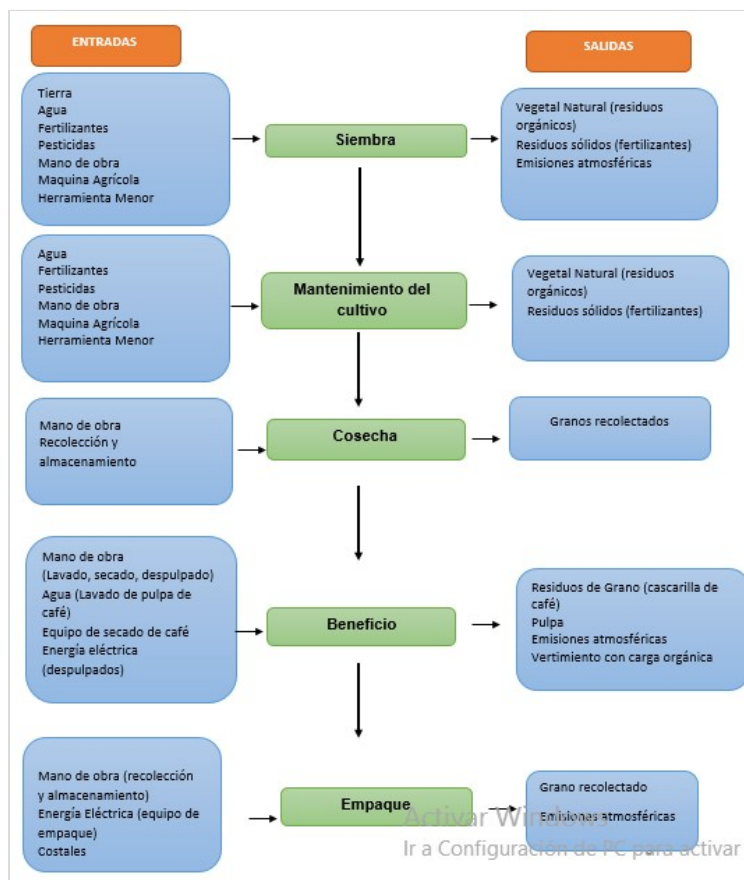 ENTRADAS
SALIDAS
Tierra
Agua
Fertilizantes
Pesticidas
Mano de obra
Maquina Agrícola
Herramienta Menor
Siembra
Vegetal Natural (residuos
orgánicos)
Residuos sólidos (fertilizantes)
Emisiones atmosféricas
Agua
Fertilizantes
Pesticidas
Mano de obra
Maquina Agrícola
Herramienta Menor
Mantenimiento del
cultivo
Vegetal Natural (residuos
orgánicos)
Residuos sólidos (fertilizantes)
Mano de obra
Recolección y
almacenamiento
Cosecha
Granos recolectados
Mano de obra
(Lavado, secado, despulpado)
Agua (Lavado de pulpa de
café)
Equipo de secado de café
Energía eléctrica
(despulpados)
Beneficio
Residuos de Grano (cascarilla de
café)
Pulpa
Emisiones atmosféricas
Vertimiento con carga orgánica
Mano de obra (recolección
y almacenamiento)
Energía Eléctrica (equipo de
empaque)
Costales
Empaque
Grano recolectado
Emisiones atmosféricas
Activar Windows
Ir a Configuración de PC para activar